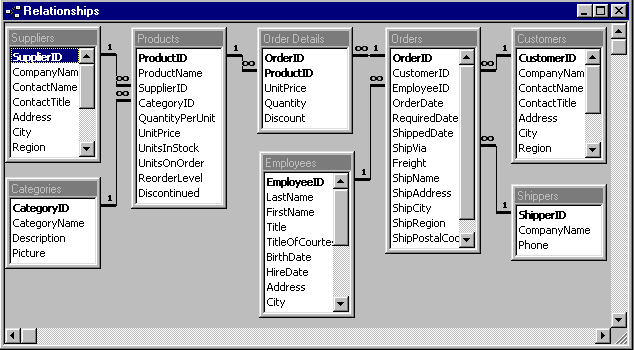 Relationships
Suppliers
SupplierID
CompanyNam
ContactName
ContactTitle
Address
City
Region
Products
ProductID
ProductName
SupplierID
CategoryID
QuantityPerUnit
UnitPrice
UnitsInStock
UnitsOnOrder
ReorderLevel
Discontinued
Order Details
OrderID
ProductID
UnitPrice
Quantity
Discount
Orders
OrderID
CustomerID
EmployeeID
OrderDate
RequiredDate
ShippedDate
ShipVia
Freight
ShipName
ShipAddress
ShipCity
ShipRegion
ShipPostalCoc
Customers
CustomerID
CompanyNam
ContactName
ContactTitle
Address
City
Region
Categories
CategoryID
CategoryName
Description
Picture
Employees
EmployeeID
LastName
FirstName
Title
TitleOfCourtes
BirthDate
HireDate
Address
City
Shippers
ShipperID
CompanyName
Phone
1
∞
∞
1
1
∞
∞
1
∞
1
∞
1
∞
1